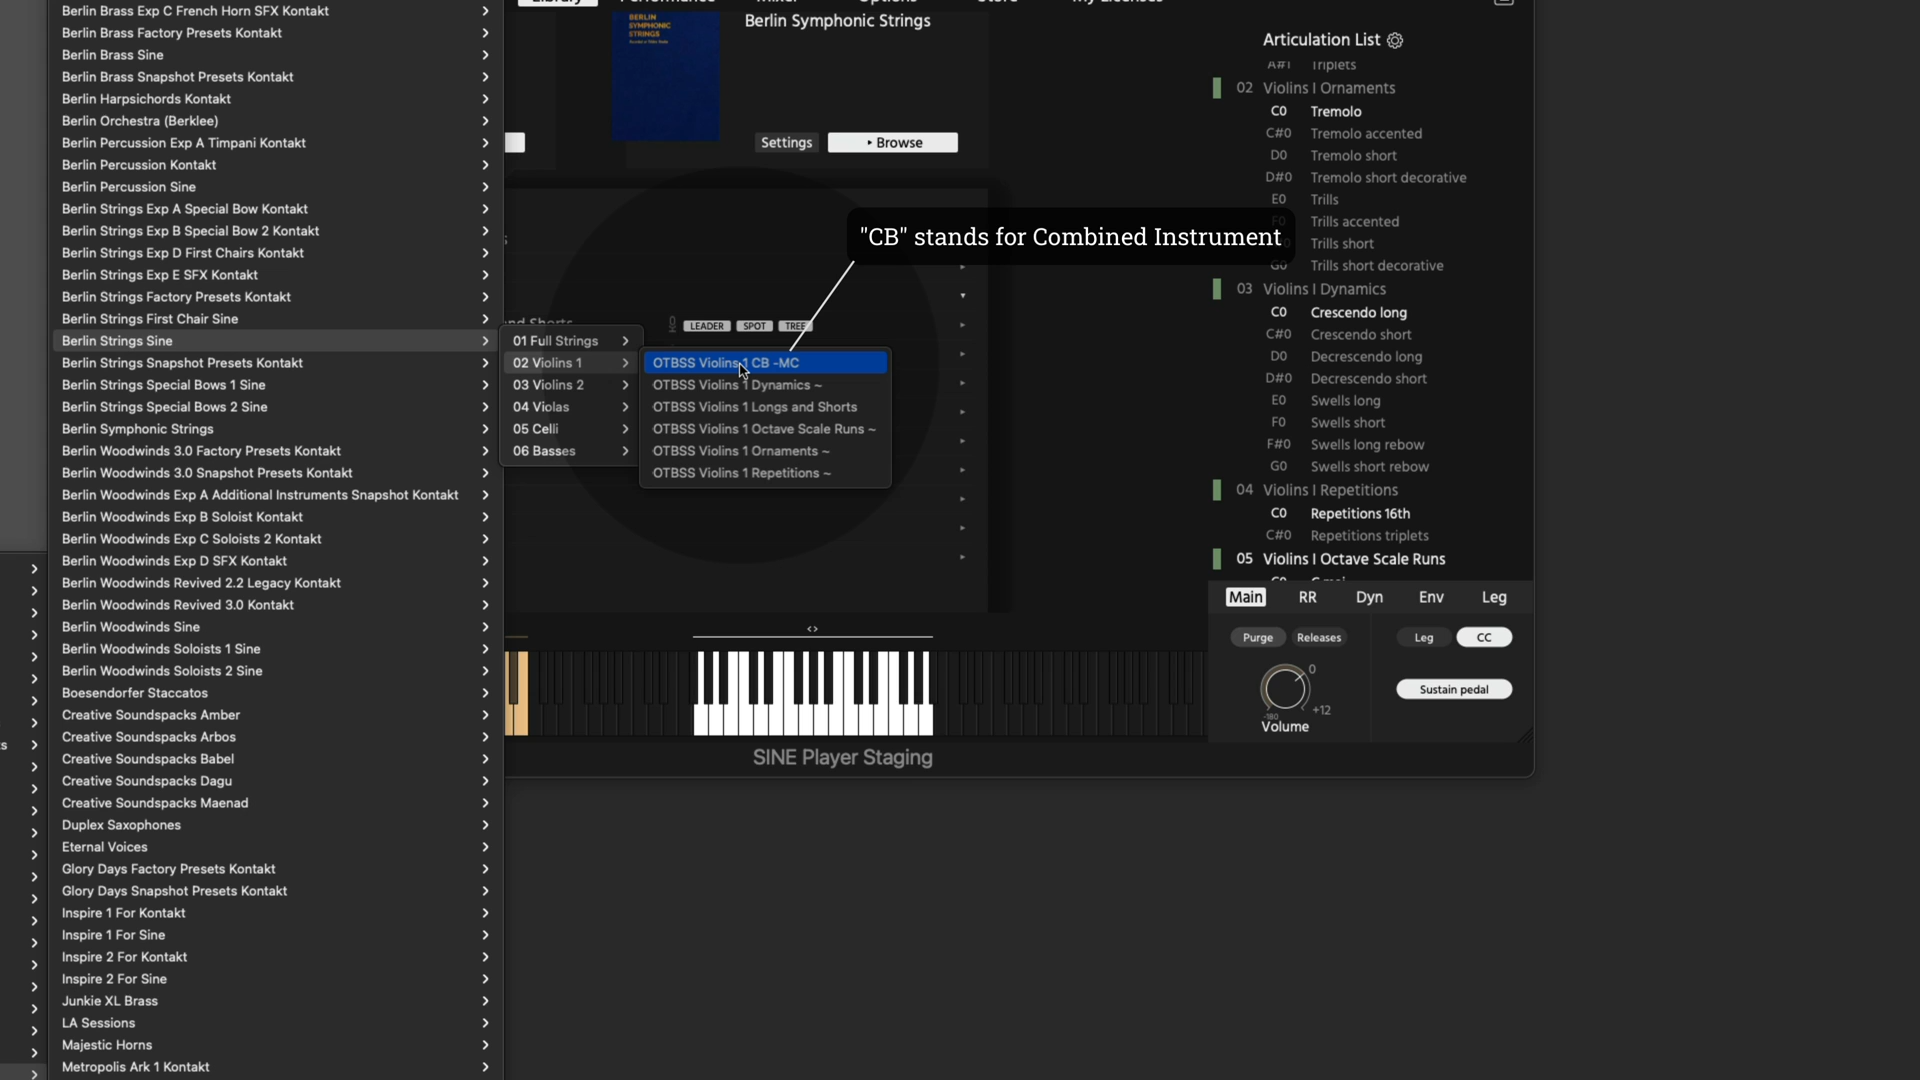 Berlin Brass Exp C French Horn SFX Kontakt
Berlin Brass Factory Presets Kontakt
Berlin Brass Sine
Berlin Brass Snapshot Presets Kontakt
Berlin Harpsichords Kontakt
Berlin Orchestra (Berklee)
Berlin Percussion Exp A Timpani Kontakt
Berlin Percussion Kontakt
Berlin Percussion Sine
Berlin Strings Exp A Special Bow Kontakt
Berlin Strings Exp B Special Bow 2 Kontakt
Berlin Strings Exp D First Chairs Kontakt
Berlin Strings Exp E SFX Kontakt
Berlin Strings Factory Presets Kontakt
Berlin Strings First Chair Sine
Berlin Strings Sine
Berlin Strings Snapshot Presets Kontakt
Berlin Strings Special Bows 1 Sine
Berlin Strings Special Bows 2 Sine
Berlin Symphonic Strings
Berlin Woodwinds 3.0 Factory Presets Kontakt
Berlin Woodwinds 3.0 Snapshot Presets Kontakt
Berlin Woodwinds Exp A Additional Instruments Snapshot Kontakt
Berlin Woodwinds Exp B Soloist Kontakt
Berlin Woodwinds Exp C Soloists 2 Kontakt
Berlin Woodwinds Exp D SFX Kontakt
Berlin Woodwinds Revived 2.2 Legacy Kontakt
Berlin Woodwinds Revived 3.0 Kontakt
Berlin Woodwinds Sine
Berlin Woodwinds Soloists 1 Sine
Berlin Woodwinds Soloists 2 Sine
Boesendorfer Staccatos
Creative Soundspacks Amber
Creative Soundspacks Arbos
Creative Soundspacks Babel
Creative Soundspacks Dagu
Creative Soundspacks Maenad
Duplex Saxophones
Eternal Voices
Glory Days Factory Presets Kontakt
Glory Days Snapshot Presets Kontakt
Inspire 1 For Kontakt
Inspire 1 For Sine
Inspire 2 For Kontakt
Inspire 2 For Sine
Junkie XL Brass
LA Sessions
Majestic Horns
Metropolis Ark 1 Kontakt
01 Full Strings
02 Violins 1
03 Violins 2
04 Violas
05 Celli
06 Basses
OTBSS Violins 1 CB -MC
OTBSS Violins 1 Dynamics ~
OTBSS Violins 1 Longs and Shorts
OTBSS Violins 1 Octave Scale Runs ~
OTBSS Violins 1 Ornaments ~
OTBSS Violins 1 Repetitions ~
Library Performance Mixer Options Store My Licenses
BERLIN
SYMPHONIC
STRINGS
Berlin Symphonic Strings
Settings Browse
"CB" stands for Combined Instrument
and Shorts
LEADER SPOT TREE
SINE Player Staging
Articulation List
A#1 Triplets
02 Violins I Ornaments
C0 Tremolo
C#0 Tremolo accented
D0 Tremolo short
D#0 Tremolo short decorative
E0 Trills
F0 Trills accented
Trills short
G0 Trills short decorative
03 Violins I Dynamics
C0 Crescendo long
C#0 Crescendo short
D0 Decrescendo long
D#0 Decrescendo short
E0 Swells long
F0 Swells short
F#0 Swells long rebow
G0 Swells short rebow
04 Violins I Repetitions
C0 Repetitions 16th
C#0 Repetitions triplets
05 Violins I Octave Scale Runs
Main RR Dyn Env Leg
Purge Releases Leg CC
0
-180 +12
Volume
Sustain pedal